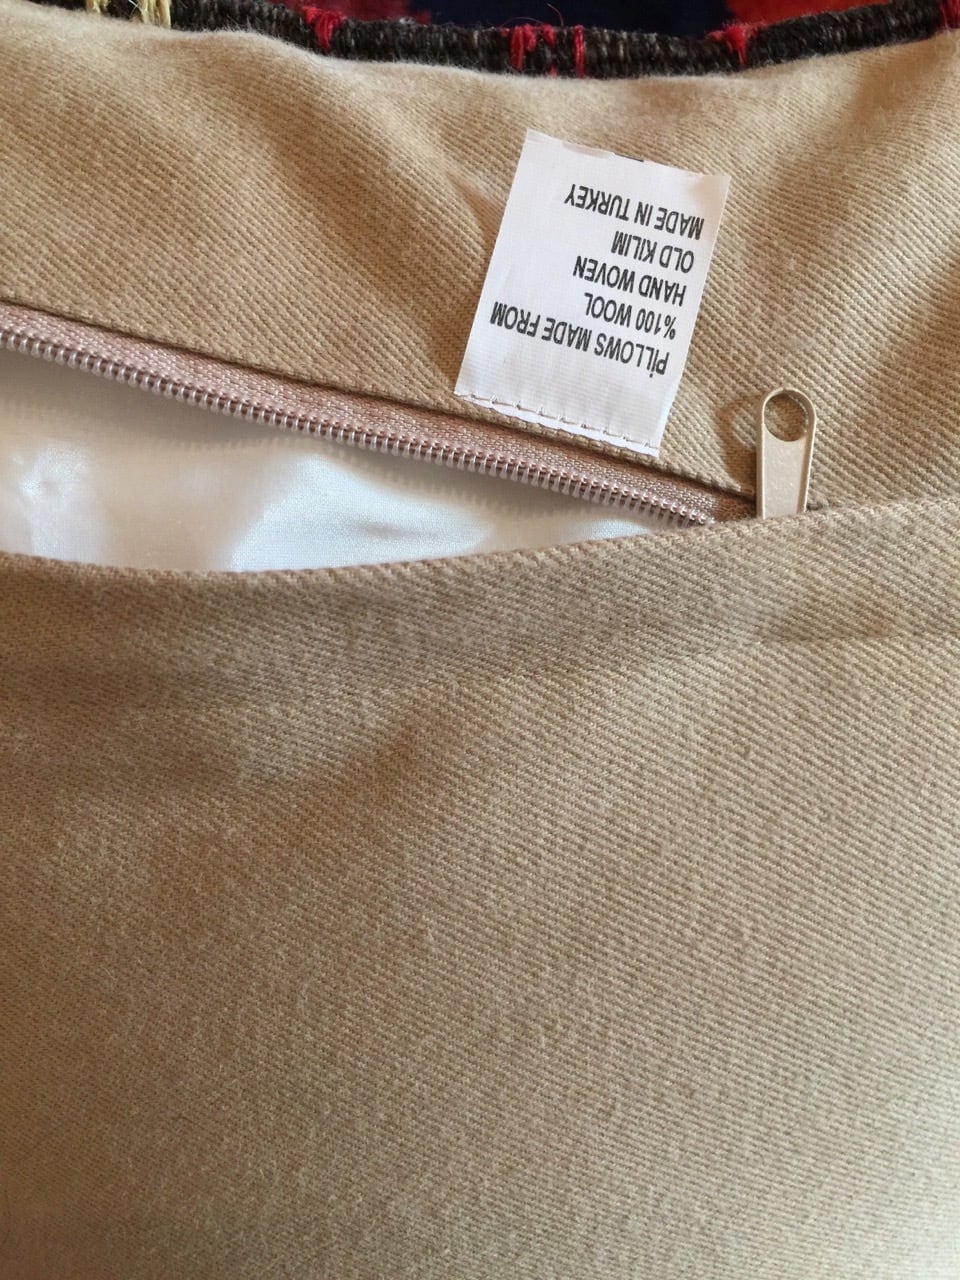 PİLLOWS MADE FROM
%100 WOOL
HAND WOVEN
OLD KILIM
MADE IN TURKEY